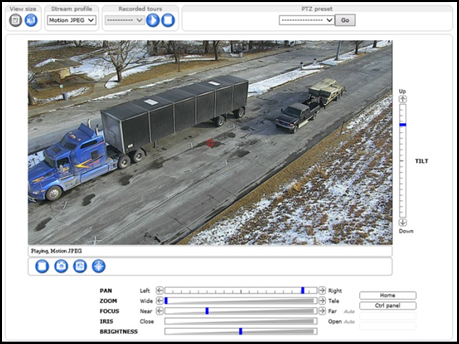 View size
Stream profile
Recorded tours
PTZ preset
Motion JPEG
Go
Up
TILT
Down
Playing, Motion JPEG
PAN Left Right Home
ZOOM Wide Tele Ctrl panel
FOCUS Near Far Auto
IRIS Close Open Auto
BRIGHTNESS